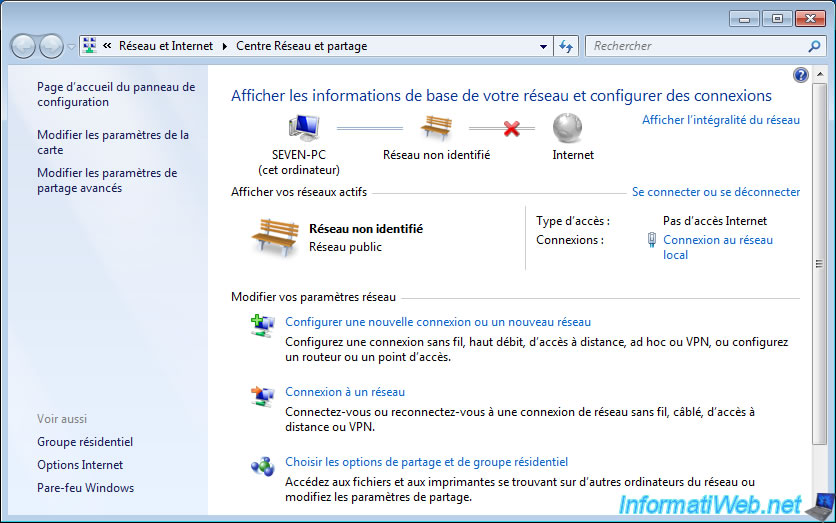 « Réseau et Internet ▸ Centre Réseau et partage
Rechercher
Page d'accueil du panneau de
configuration
Modifier les paramètres de la
carte
Modifier les paramètres de
partage avancés
Voir aussi
Groupe résidentiel
Options Internet
Pare-feu Windows
Afficher les informations de base de votre réseau et configurer des connexions
Afficher l'intégralité du réseau
SEVEN-PC
(cet ordinateur)
Réseau non identifié
Internet
Afficher vos réseaux actifs
Se connecter ou se déconnecter
Réseau non identifié
Réseau public
Type d'accès : Pas d'accès Internet
Connexions : Connexion au réseau
local
Modifier vos paramètres réseau
Configurer une nouvelle connexion ou un nouveau réseau
Configurez une connexion sans fil, haut débit, d'accès à distance, ad hoc ou VPN, ou configurez
un routeur ou un point d'accès.
Connexion à un réseau
Connectez-vous ou reconnectez-vous à une connexion de réseau sans fil, câblé, d'accès à
distance ou VPN.
Choisir les options de partage et de groupe résidentiel
Accédez aux fichiers et aux imprimantes se trouvant sur d'autres ordinateurs du réseau ou
modifiez les paramètres de partage.
InformatiWeb.net